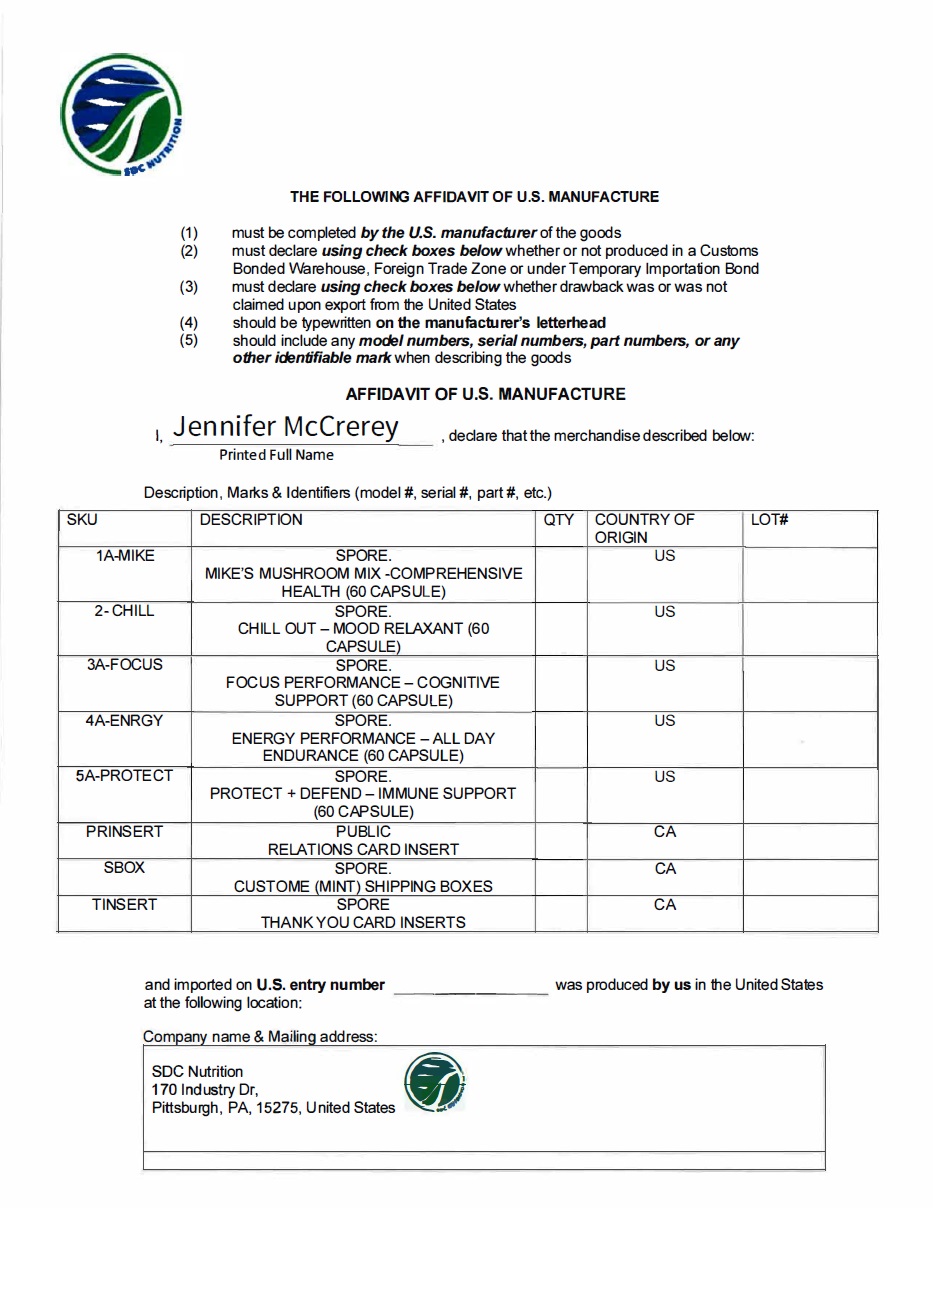 SDC NUTRITION
THE FOLLOWING AFFIDAVIT OF U.S. MANUFACTURE
(1) must be completed by the U.S. manufacturer of the goods
(2) must declare using check boxes below whether or not produced in a Customs
Bonded Warehouse, Foreign Trade Zone or under Temporary Importation Bond
(3) must declare using check boxes below whether drawback was or was not
claimed upon export from the United States
(4) should be typewritten on the manufacturer's letterhead
(5) should include any model numbers, serial numbers, part numbers, or any
other identifiable mark when describing the goods
AFFIDAVIT OF U.S. MANUFACTURE
I, Jennifer McCrerey, declare that the merchandise described below:
Printed Full Name
Description, Marks & Identifiers (model #, serial #, part #, etc.)
SKU DESCRIPTION QTY COUNTRY OF LOT#
ORIGIN
1A-MIKE SPORE. US
MIKE'S MUSHROOM MIX -COMPREHENSIVE
HEALTH (60 CAPSULE)
2- CHILL SPORE. US
CHILL OUT – MOOD RELAXANT (60
CAPSULE)
3A-FOCUS SPORE. US
FOCUS PERFORMANCE – COGNITIVE
SUPPORT (60 CAPSULE)
4A-ENRGY SPORE. US
ENERGY PERFORMANCE – ALL DAY
ENDURANCE (60 CAPSULE)
5A-PROTECT SPORE. US
PROTECT + DEFEND – IMMUNE SUPPORT
(60 CAPSULE)
PRINSERT PUBLIC CA
RELATIONS CARD INSERT
SBOX SPORE. CA
CUSTOME (MINT) SHIPPING BOXES
TINSERT SPORE CA
THANK YOU CARD INSERTS
and imported on U.S. entry number ____________ was produced by us in the United States
at the following location:
Company name & Mailing address:
SDC Nutrition
170 Industry Dr,
Pittsburgh, PA, 15275, United States
SDC NUTRITION